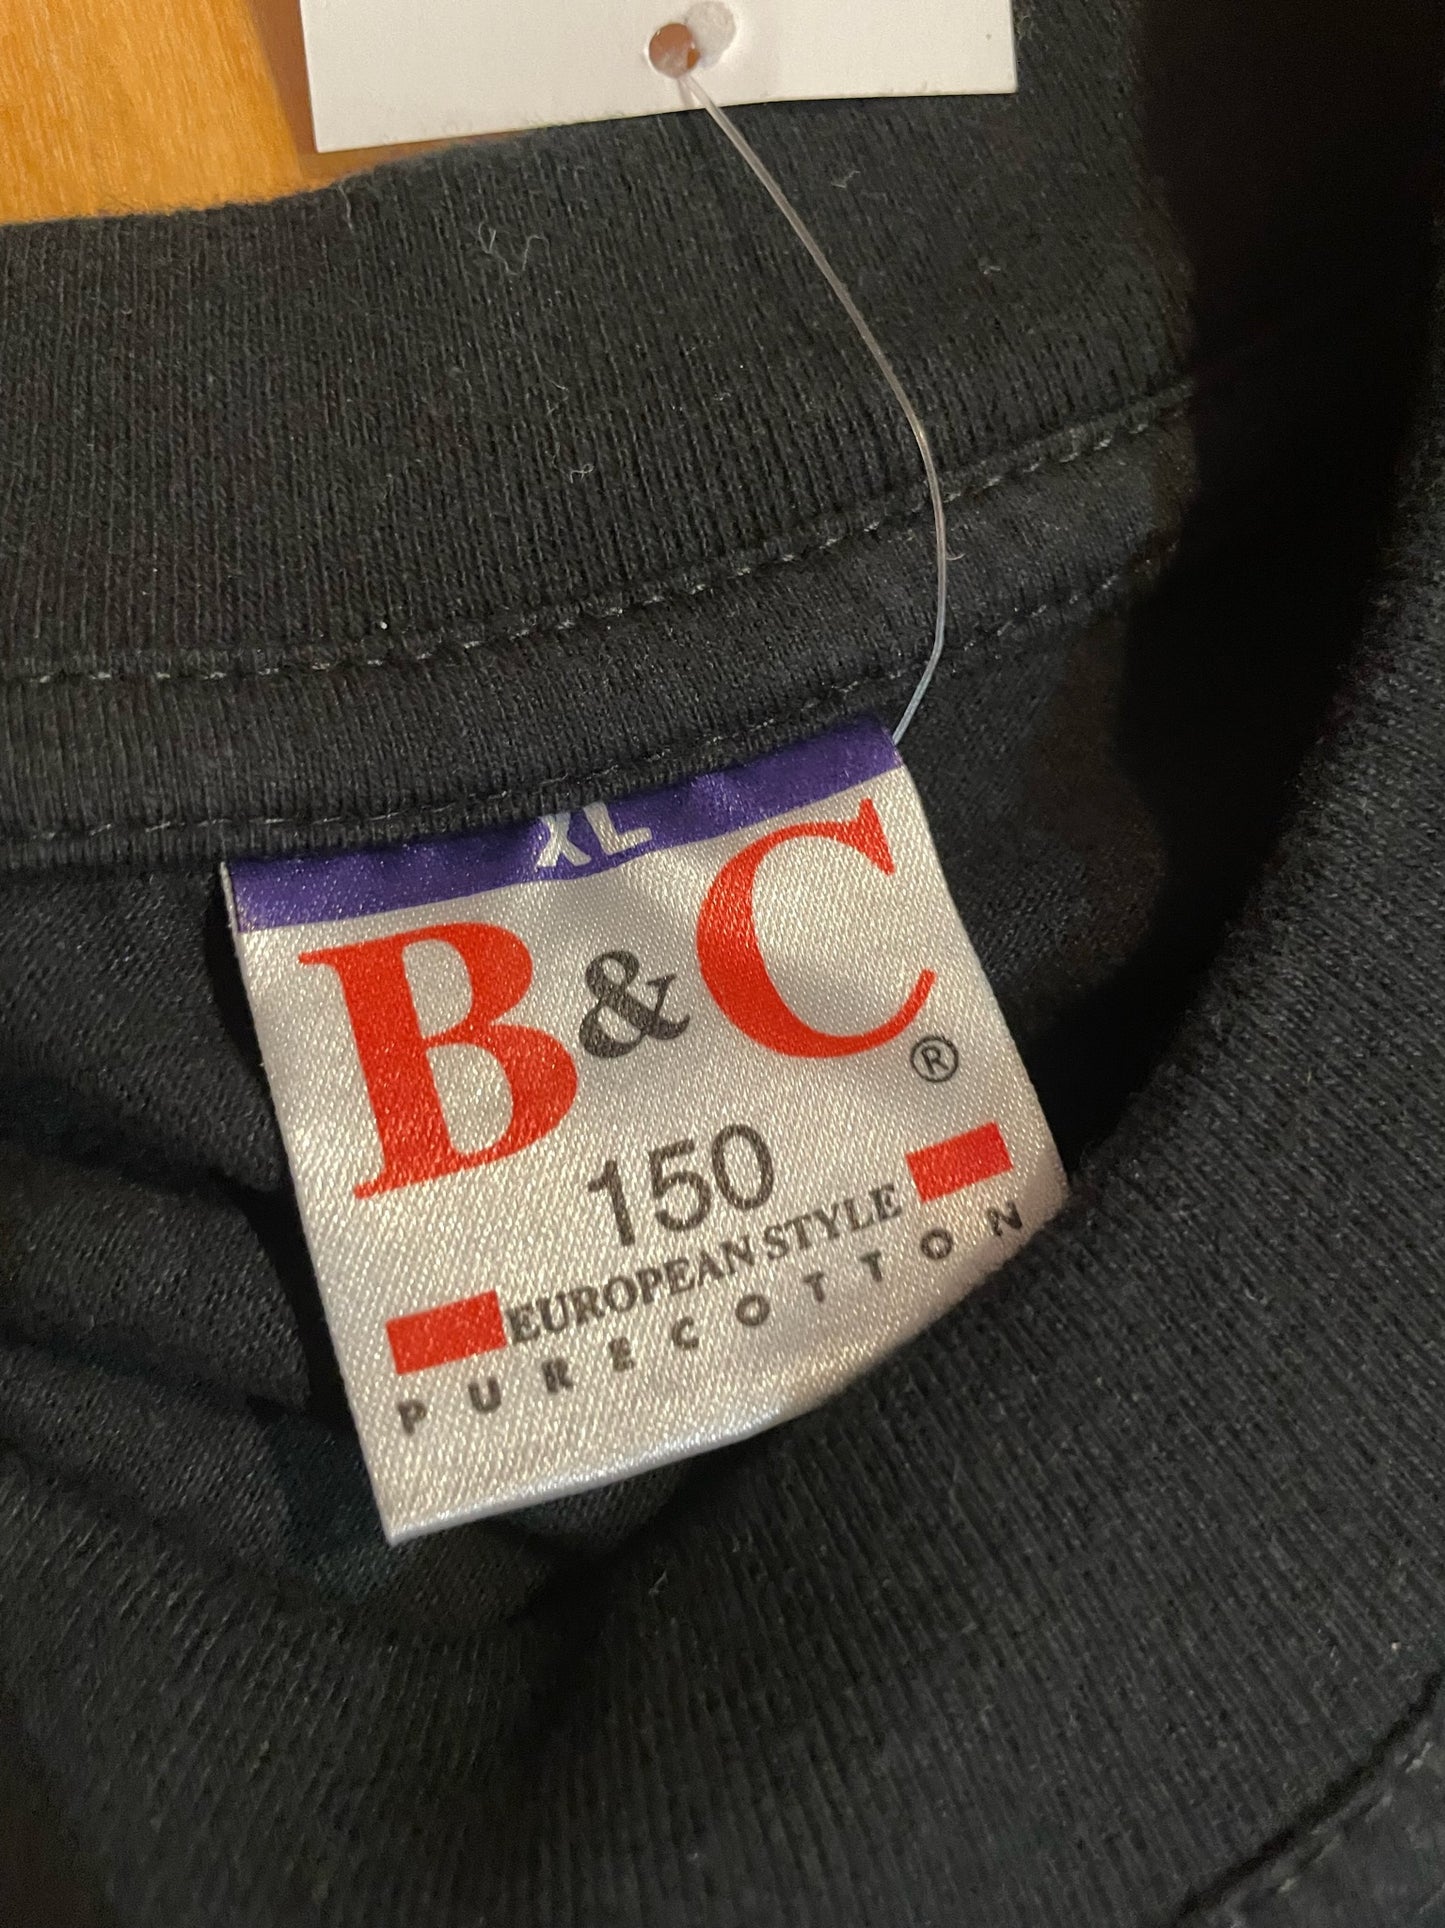 XL
B&C®
150
EUROPEAN STYLE
PURE COTTON